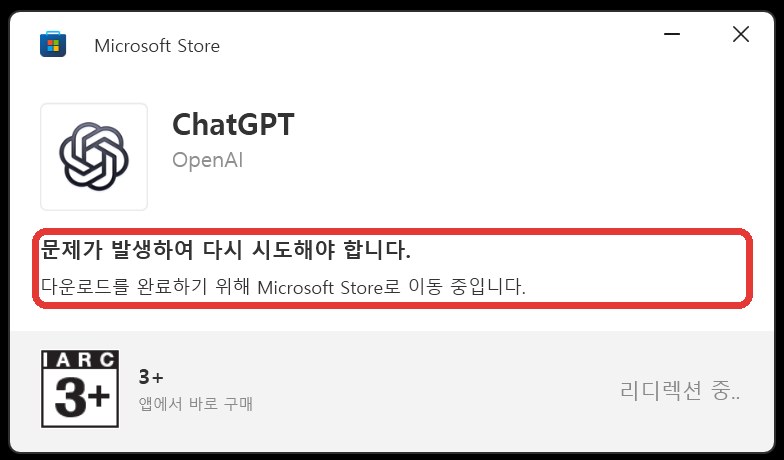 Microsoft Store
ChatGPT
OpenAI
문제가 발생하여 다시 시도해야 합니다.
다운로드를 완료하기 위해 Microsoft Store로 이동 중입니다.
IARC
3+
3+
앱에서 바로 구매
리디렉션 중..